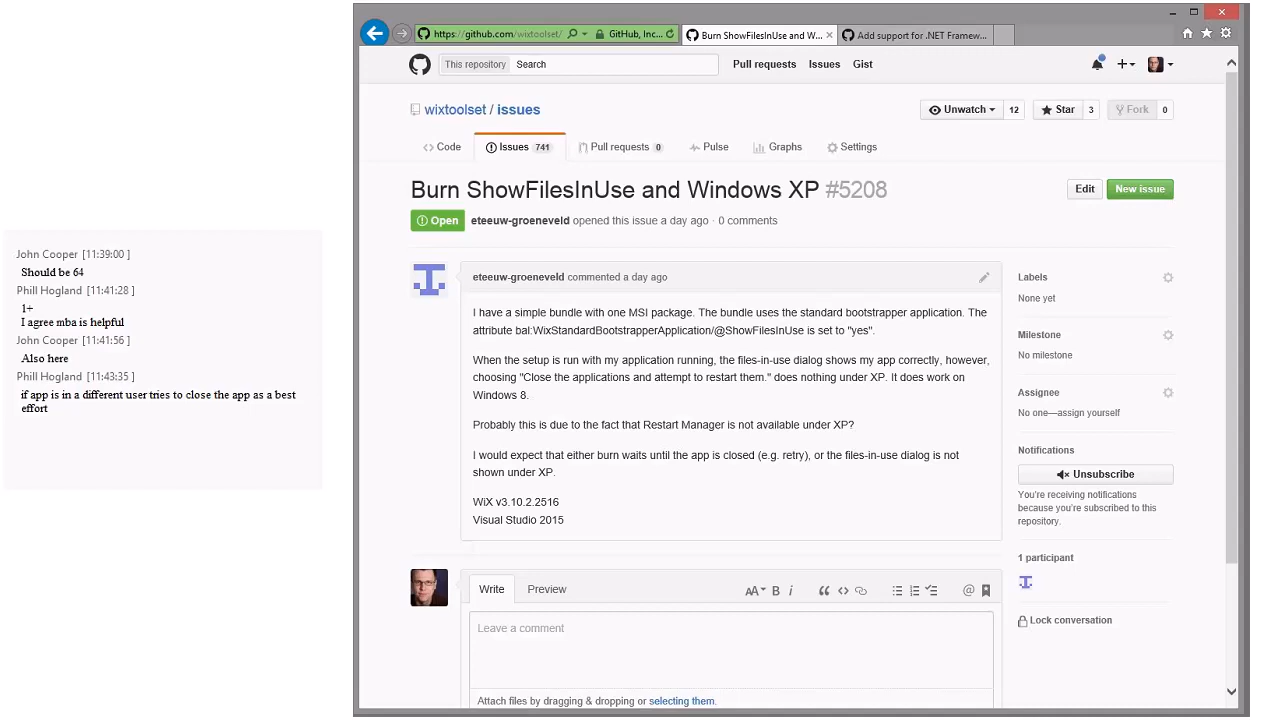 John Cooper [11:39:00 ]
Should be 64
Phill Hogland [11:41:28 ]
1+
I agree mba is helpful
John Cooper [11:41:56 ]
Also here
Phill Hogland [11:43:35 ]
if app is in a different user tries to close the app as a best
effort
https://github.com/wixtoolset/ GitHub, Inc... Burn ShowFilesInUse and W... Add support for .NET Framew...
This repository Search Pull requests Issues Gist
wixtoolset / issues Unwatch 12 Star 3 Fork 0
Code Issues 741 Pull requests 0 Pulse Graphs Settings
Burn ShowFilesInUse and Windows XP #5208 Edit New issue
Open eteeuw-groeneveld opened this issue a day ago · 0 comments
eteeuw-groeneveld commented a day ago
I have a simple bundle with one MSI package. The bundle uses the standard bootstrapper application. The
attribute bal:WixStandardBootstrapperApplication/@ShowFilesInUse is set to "yes".
When the setup is run with my application running, the files-in-use dialog shows my app correctly, however,
choosing "Close the applications and attempt to restart them." does nothing under XP. It does work on
Windows 8.
Probably this is due to the fact that Restart Manager is not available under XP?
I would expect that either burn waits until the app is closed (e.g. retry), or the files-in-use dialog is not
shown under XP.
WiX v3.10.2.2516
Visual Studio 2015
Labels
None yet
Milestone
No milestone
Assignee
No one—assign yourself
Notifications
Unsubscribe
You're receiving notifications
because you're subscribed to this
repository.
1 participant
Lock conversation
Write Preview AA B i @
Leave a comment
Attach files by dragging & dropping or selecting them.